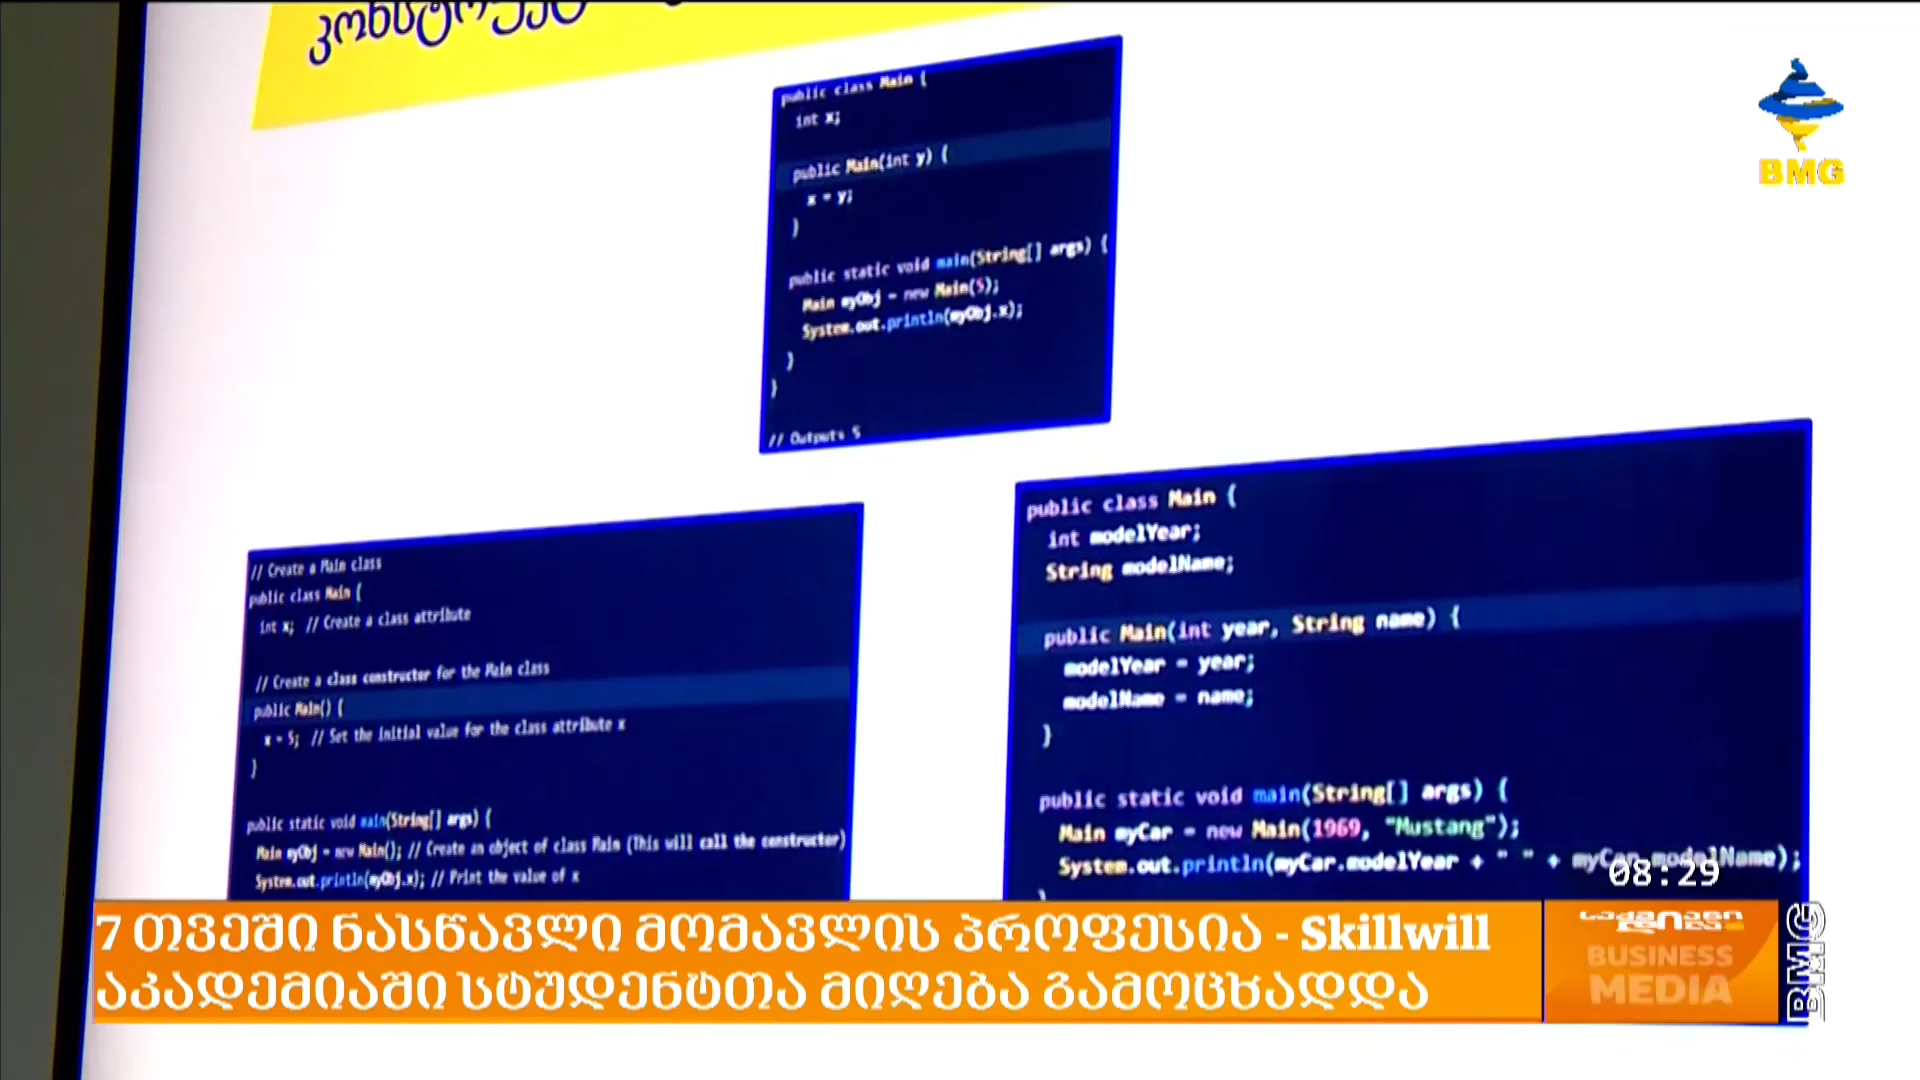 public class Main {
int x;
public Main(int y) {
x = y;
}
public static void main(String[] args) {
Main myObj = new Main(5);
System.out.println(myObj.x);
}
}
// Outputs 5
BMG
// Create a Main class
public class Main {
int x; // Create a class attribute
// Create a class constructor for the Main class
public Main() {
x = 5; // Set the initial value for the class attribute x
}
public static void main(String[] args) {
Main myObj = new Main(); // Create an object of class Main (This will call the constructor)
System.out.println(myObj.x); // Print the value of x
public class Main {
int modelYear;
String modelName;
public Main(int year, String name) {
modelYear = year;
modelName = name;
}
public static void main(String[] args) {
Main myCar = new Main(1969, "Mustang");
System.out.println(myCar.modelYear + " " + myCar.modelName);
08:29
7 თვეში ნასწავლი მომავლის პროფესია - Skillwill
აკადემიაში სტუდენტთა მიღება გამოცხადდა
BUSINESS
MEDIA
BMG